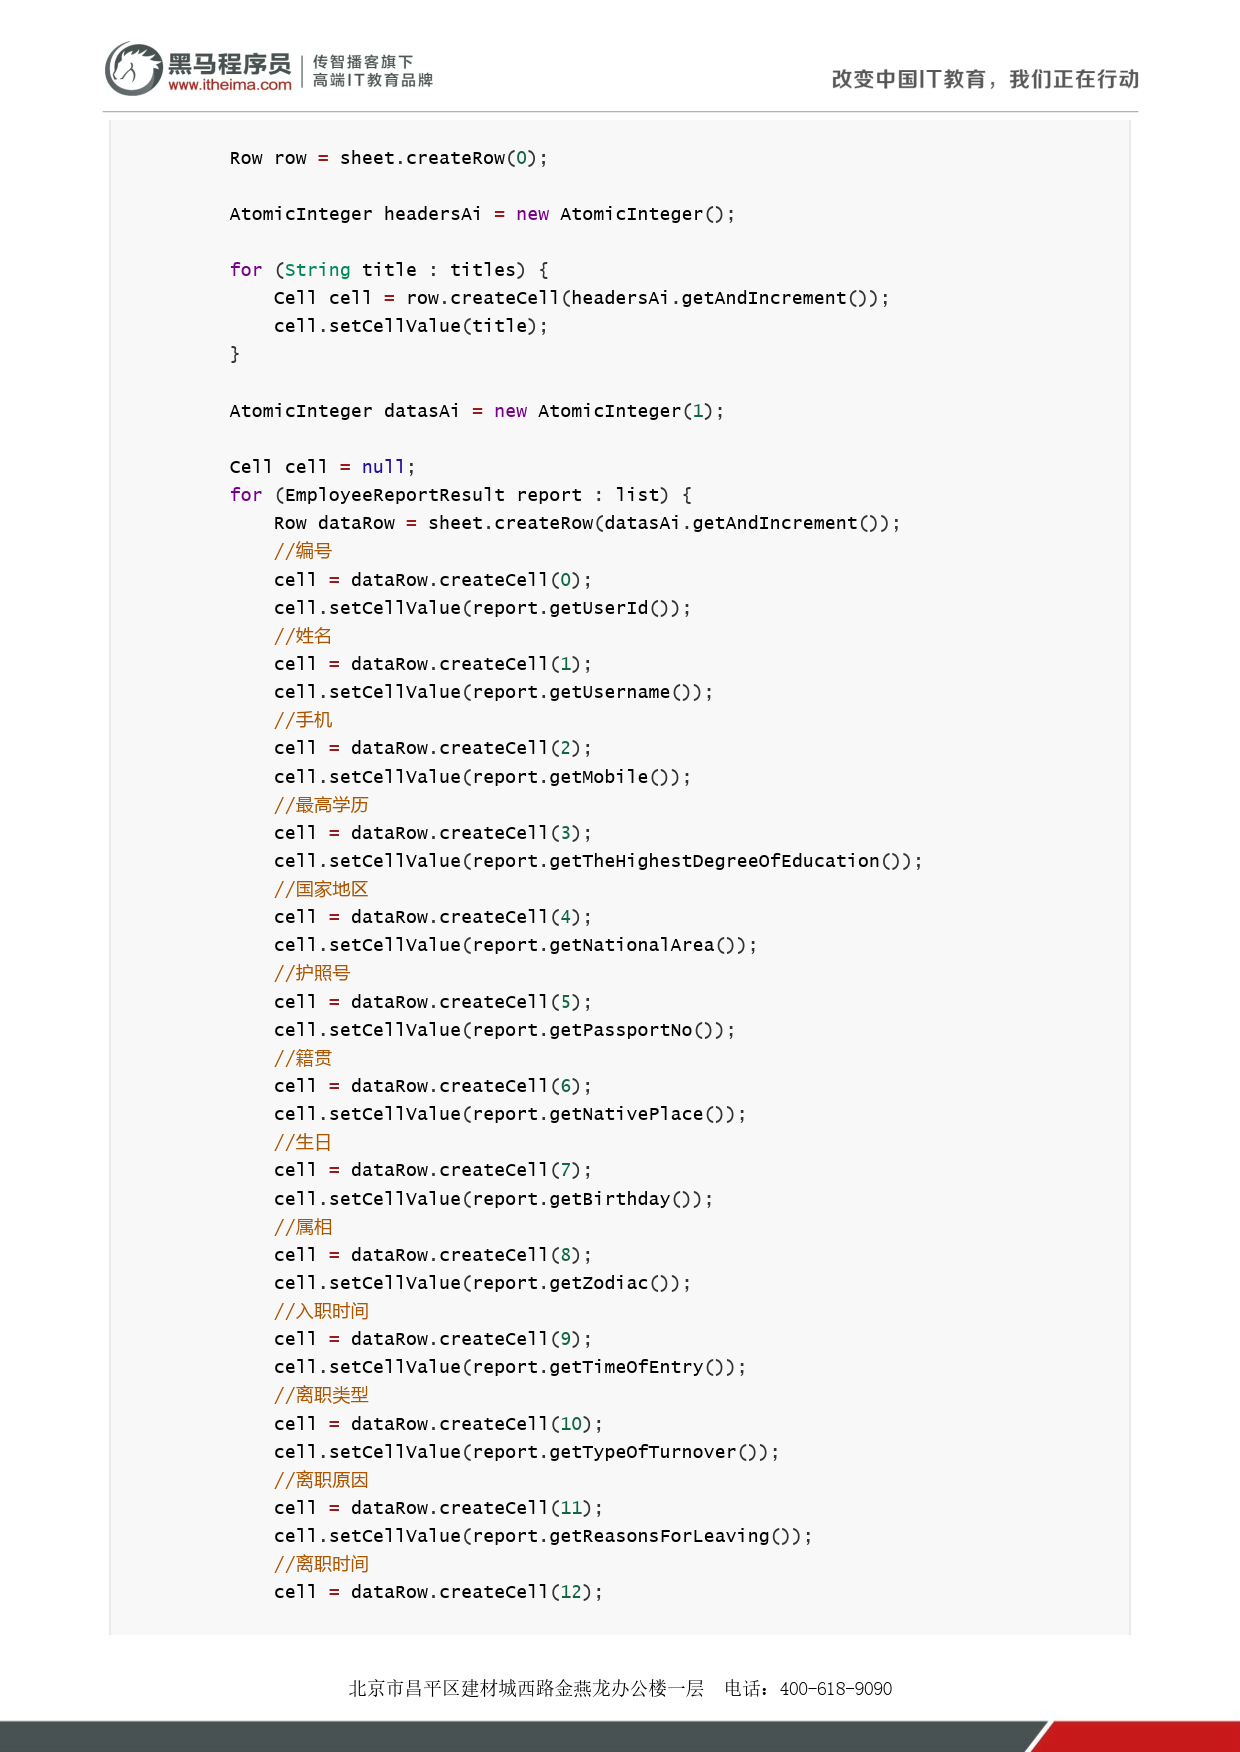 黑马程序员
www.itheima.com
传智播客旗下
高端IT教育品牌
改变中国IT教育，我们正在行动
Row row = sheet.createRow(0);
AtomicInteger headersAi = new AtomicInteger();
for (String title : titles) {
Cell cell = row.createCell(headersAi.getAndIncrement());
cell.setCellValue(title);
}
AtomicInteger datasAi = new AtomicInteger(1);
Cell cell = null;
for (EmployeeReportResult report : list) {
Row dataRow = sheet.createRow(datasAi.getAndIncrement());
//编号
cell = dataRow.createCell(0);
cell.setCellValue(report.getUserId());
//姓名
cell = dataRow.createCell(1);
cell.setCellValue(report.getUsername());
//手机
cell = dataRow.createCell(2);
cell.setCellValue(report.getMobile());
//最高学历
cell = dataRow.createCell(3);
cell.setCellValue(report.getTheHighestDegreeOfEducation());
//国家地区
cell = dataRow.createCell(4);
cell.setCellValue(report.getNationalArea());
//护照号
cell = dataRow.createCell(5);
cell.setCellValue(report.getPassportNo());
//籍贯
cell = dataRow.createCell(6);
cell.setCellValue(report.getNativePlace());
//生日
cell = dataRow.createCell(7);
cell.setCellValue(report.getBirthday());
//属相
cell = dataRow.createCell(8);
cell.setCellValue(report.getZodiac());
//入职时间
cell = dataRow.createCell(9);
cell.setCellValue(report.getTimeOfEntry());
//离职类型
cell = dataRow.createCell(10);
cell.setCellValue(report.getTypeOfTurnover());
//离职原因
cell = dataRow.createCell(11);
cell.setCellValue(report.getReasonsForLeaving());
//离职时间
cell = dataRow.createCell(12);
北京市昌平区建材城西路金燕龙办公楼一层 电话：400-618-9090